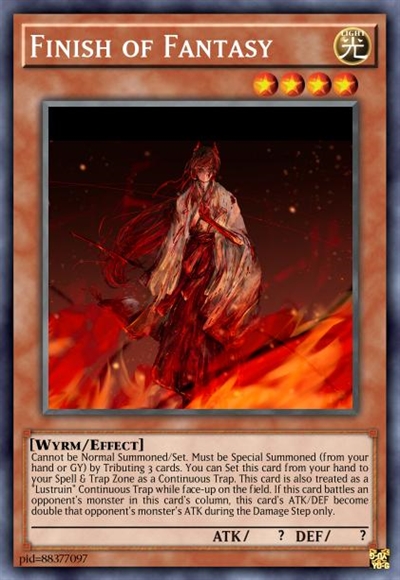 Finish of Fantasy
LIGHT
光
[Wyrm/Effect]
Cannot be Normal Summoned/Set. Must be Special Summoned (from your
hand or GY) by Tributing 3 cards. You can Set this card from your hand to
your Spell & Trap Zone as a Continuous Trap. This card is also treated as a
"Lustruin" Continuous Trap while face-up on the field. If this card battles an
opponent's monster in this card's column, this card's ATK/DEF become
double that opponent's monster's ATK during the Damage Step only.
ATK/ ? DEF/ ?
pid=88377097